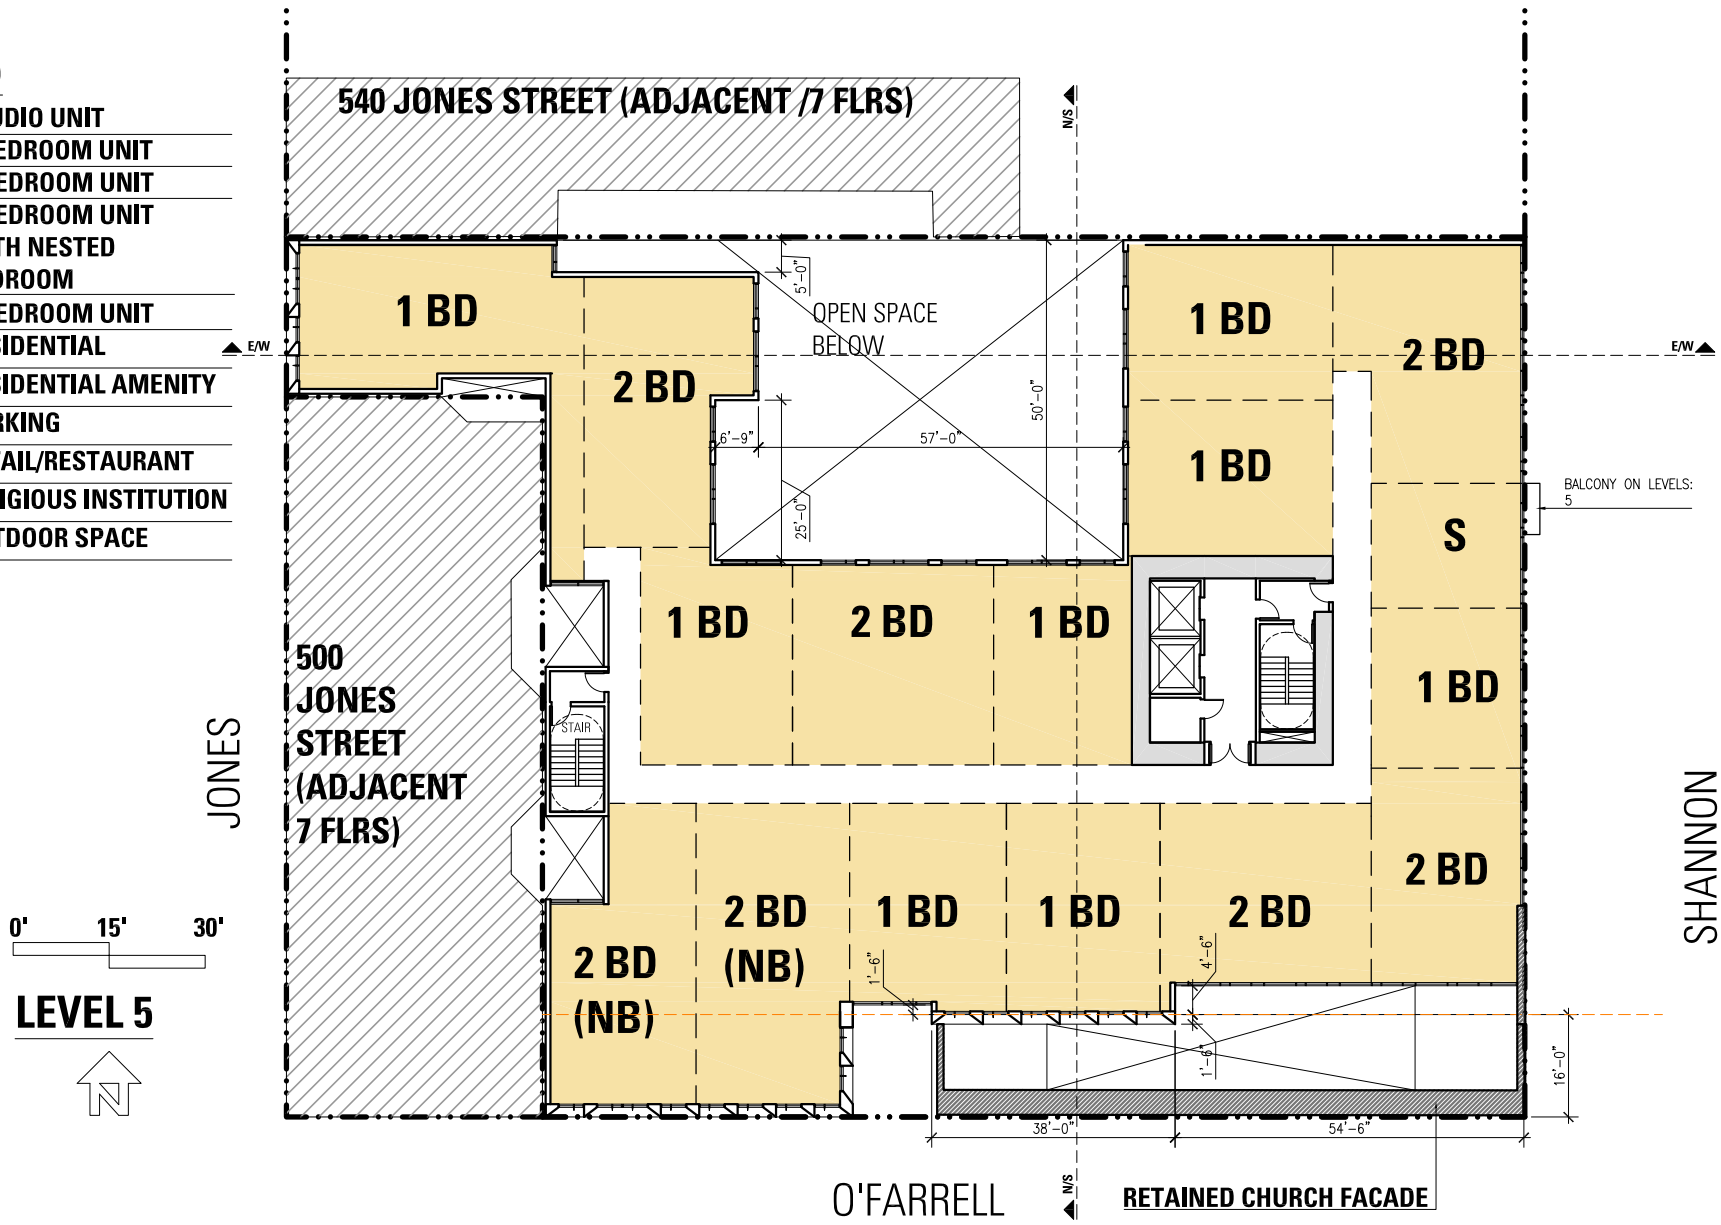 540 JONES STREET (ADJACENT /7 FLRS)
N/S
UDIO UNIT
EDROOM UNIT
EDROOM UNIT
EDROOM UNIT
TH NESTED
DROOM
EDROOM UNIT
SIDENTIAL
SIDENTIAL AMENITY
RKING
TAIL/RESTAURANT
IGIOUS INSTITUTION
TDOOR SPACE
E/W
E/W
1 BD
2 BD
5'-0"
OPEN SPACE
BELOW
50'-0"
6'-9"
57'-0"
25'-0"
1 BD
2 BD
1 BD
BALCONY ON LEVELS:
5
S
1 BD
2 BD
1 BD
1 BD
500
JONES
STREET
(ADJACENT
7 FLRS)
STAIR
JONES
SHANNON
2 BD
(NB)
2 BD
(NB)
1 BD
1 BD
2 BD
2 BD
1'-6"
4'-6"
1'-6"
16'-0"
38'-0"
54'-6"
0' 15' 30'
LEVEL 5
N
O'FARRELL
N/S
RETAINED CHURCH FACADE